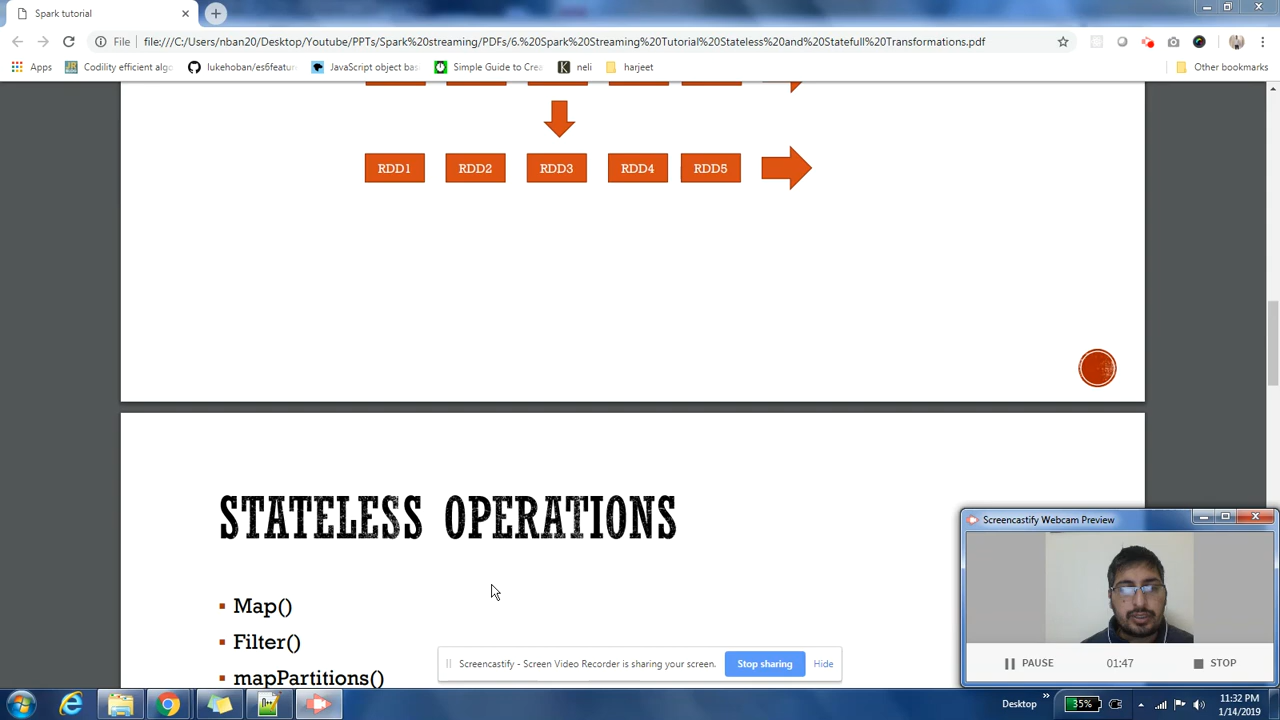 Spark tutorial
File
file:///C:/Users/nban20/Desktop/Youtube/PPTs/Spark%20streaming/PDFs/6.%20Spark%20Streaming%20Tutorial%20Stateless%20and%20Statefull%20Transformations.pdf
Apps Codility efficient algo lukehoban/es6featur JavaScript object bas Simple Guide to Crea neli harjeet Other bookmarks
RDD1 RDD2 RDD3 RDD4 RDD5
STATELESS OPERATIONS
Map()
Filter()
mapPartitions()
Screencastify - Screen Video Recorder is sharing your screen. Stop sharing Hide
Screencastify Webcam Preview
PAUSE 01:47 STOP
Desktop 35% 11:32 PM
1/14/2019